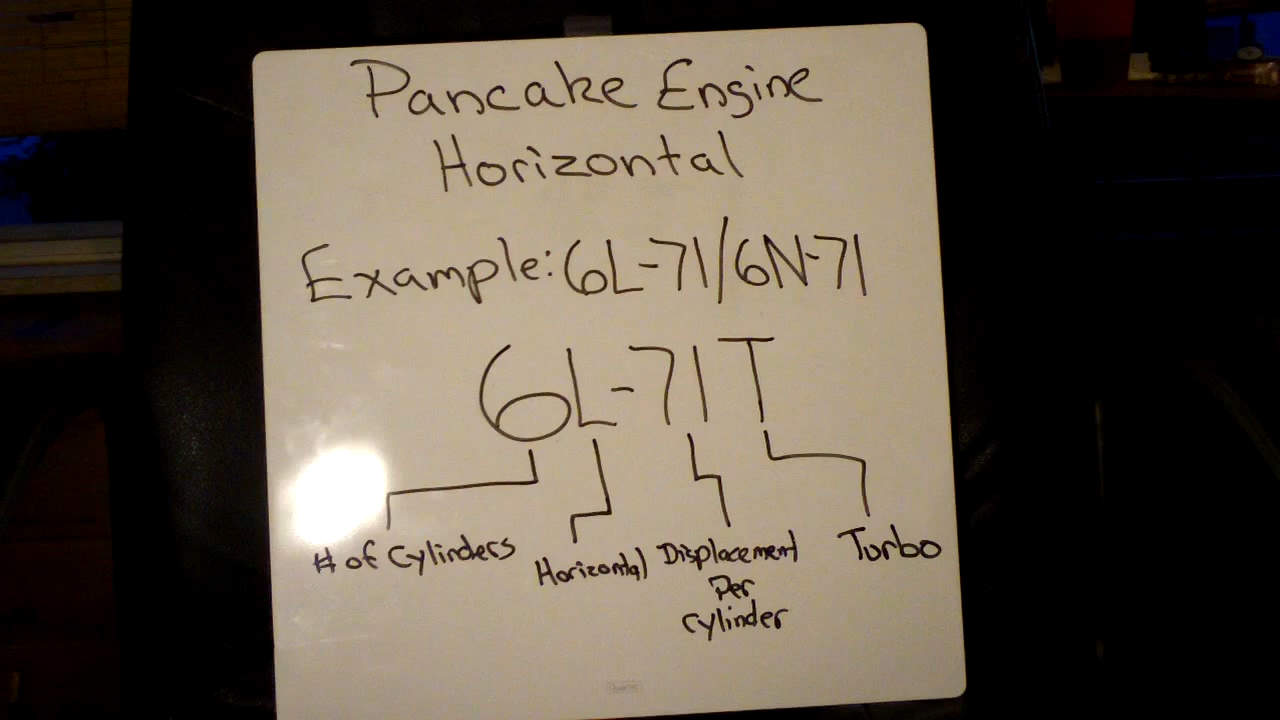 Pancake Engine
Horizontal
Example: 6L-71/6N-71
6L-71T
# of Cylinders Horizontal Displacement Per Cylinder Turbo